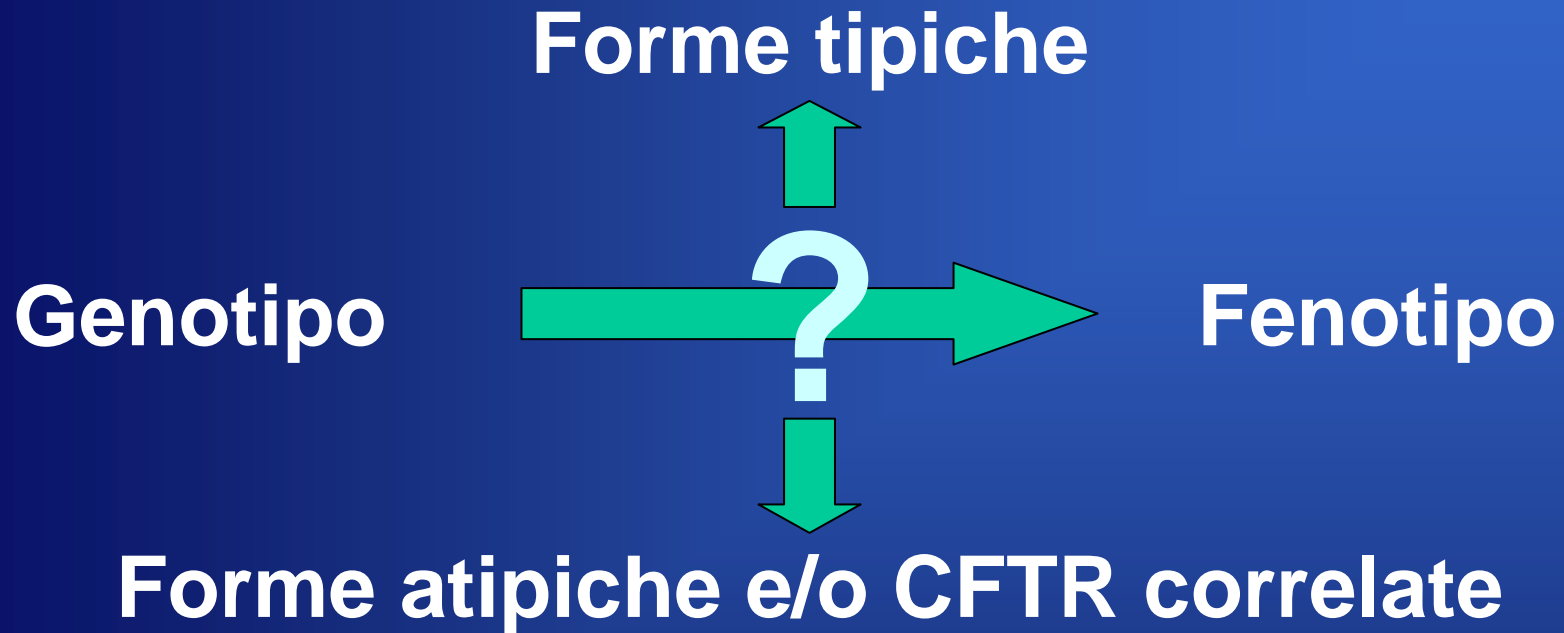 Forme tipiche
Genotipo ? Fenotipo
Forme atipiche e/o CFTR correlate